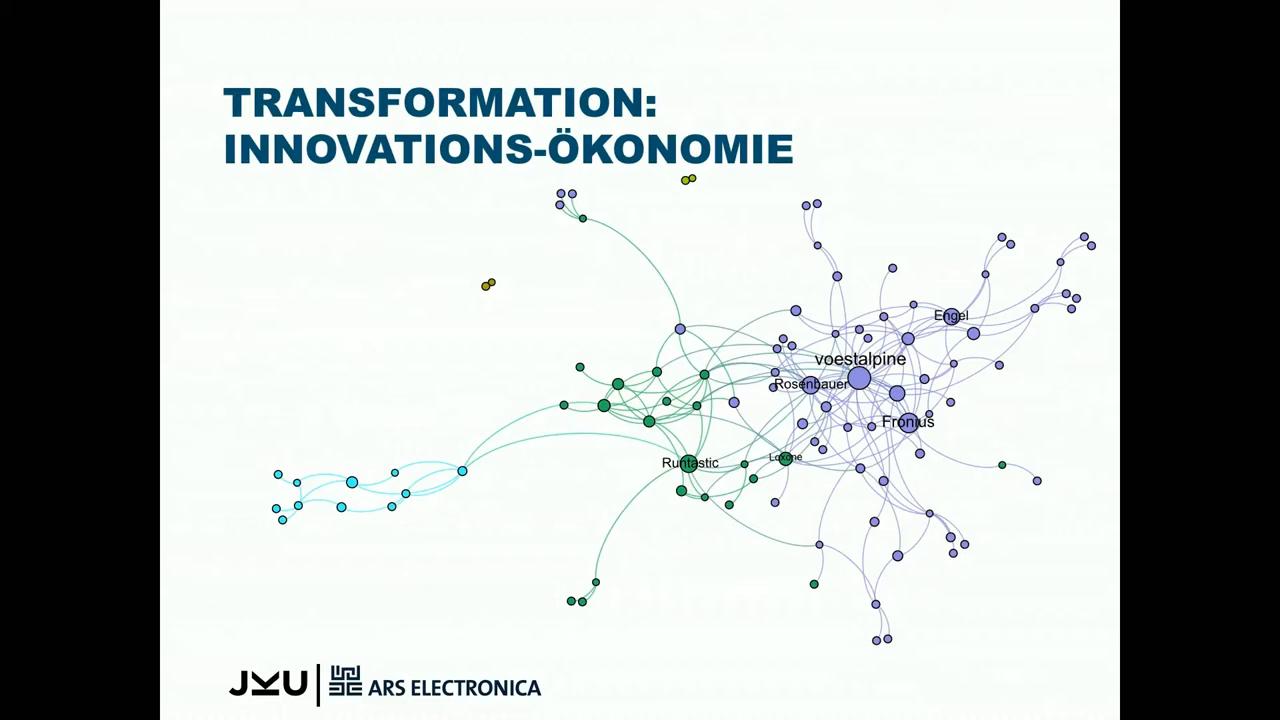 TRANSFORMATION:
INNOVATIONS-ÖKONOMIE
Engel
voestalpine
Rosenbauer
Fronius
Runtastic
Loxone
JKU
ARS ELECTRONICA